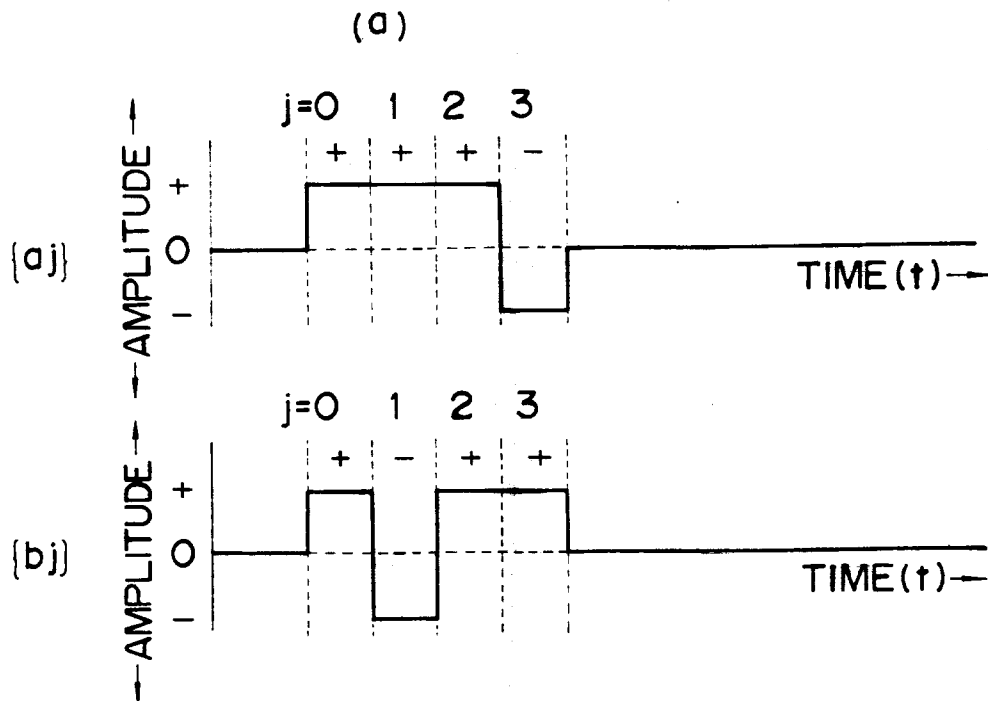 (a)
j=0 1 2 3
+ + + -
+
{aj} 0
-
←AMPLITUDE→
TIME(t)→
j=0 1 2 3
+ - + +
+
{bj} 0
-
←AMPLITUDE→
TIME(t)→